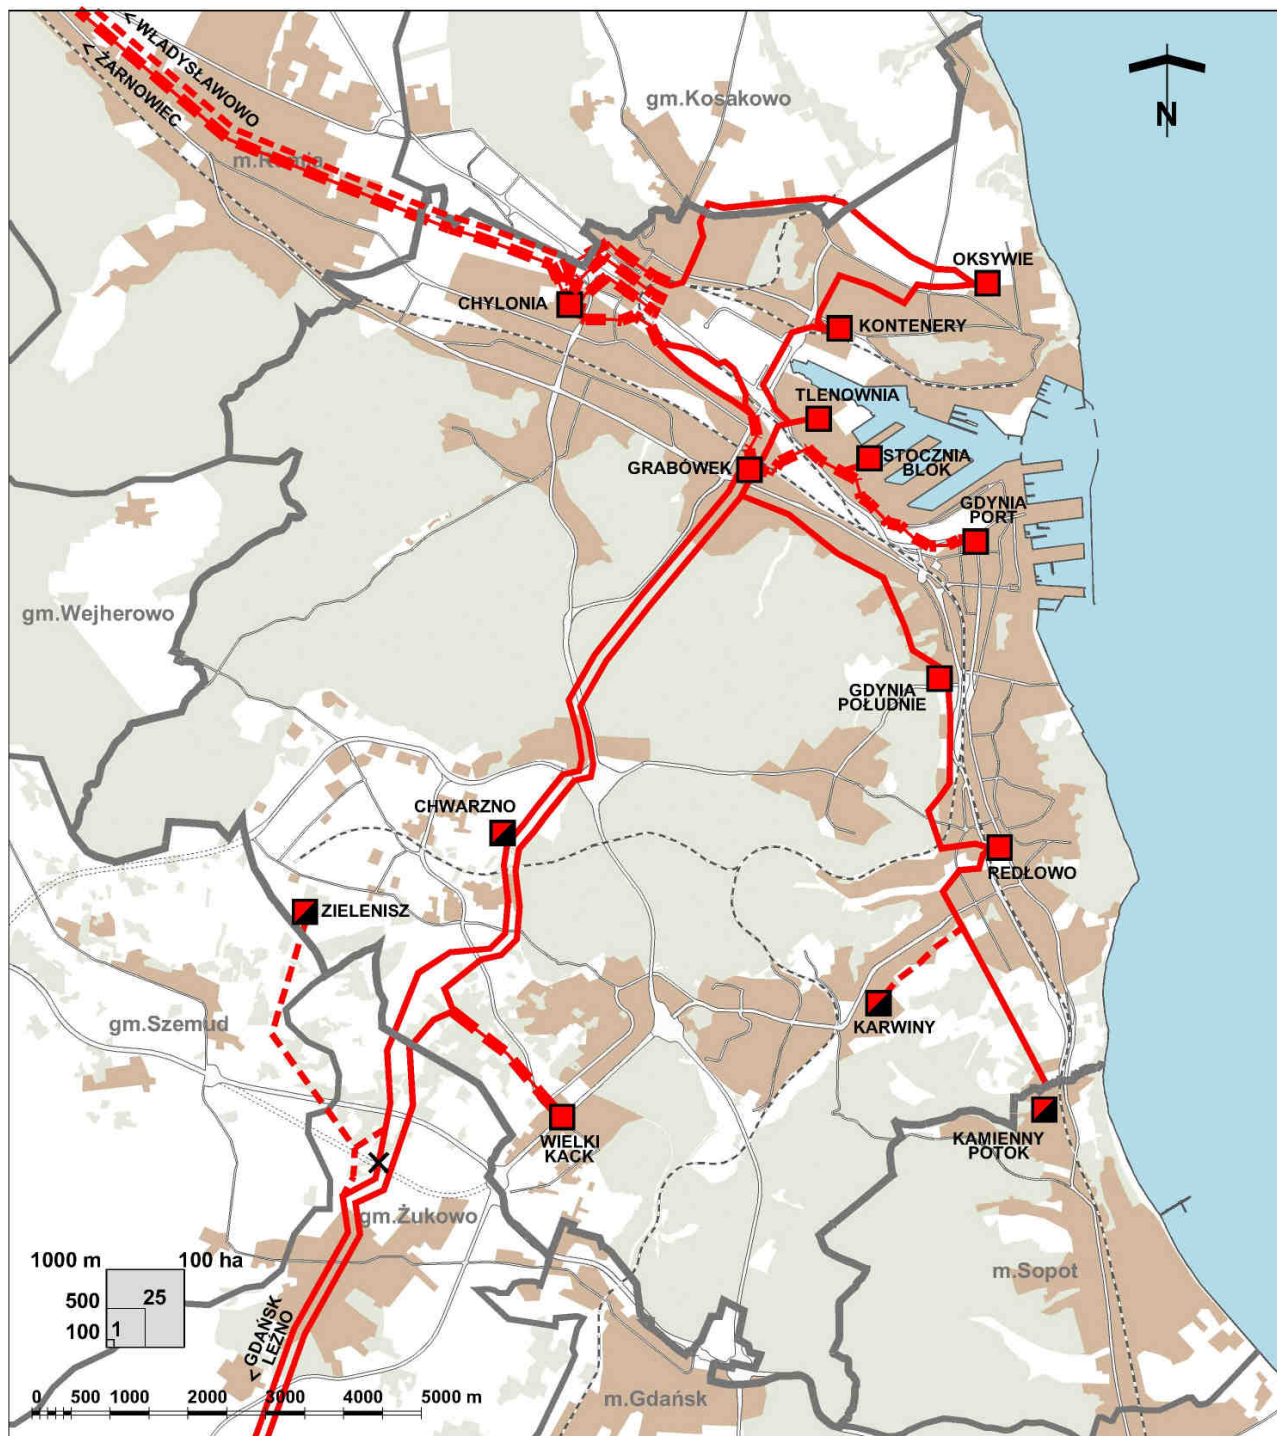 < WŁADYSŁAWOWO
< ŻARNOWIEC
gm.Kosakowo
N
m.Rumia
OKSYWIE
CHYLONIA
KONTENERY
TLENOWNIA
GRABÓWEK
STOCZNIA
BLOK
GDYNIA
PORT
gm.Wejherowo
GDYNIA
POŁUDNIE
CHWARZNO
REDŁOWO
ZIELENISZ
gm.Szemud
KARWINY
WIELKI
KACK
KAMIENNY
POTOK
gm.Żukowo
m.Sopot
1000 m
100 ha
500
25
100
1
< GDAŃSK
LEŹNO
m.Gdańsk
0 500 1000 2000 3000 4000 5000 m